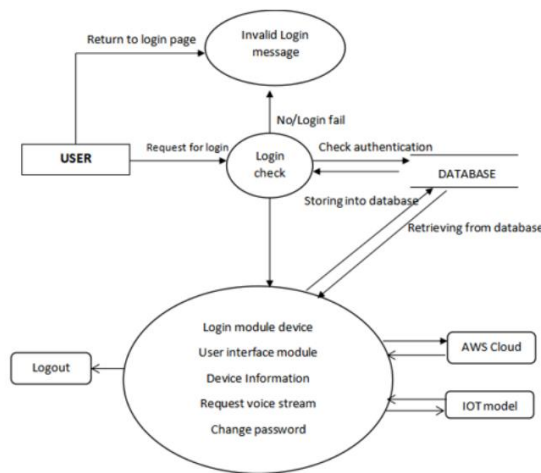 Return to login page
Invalid Login
message
No/Login fail
USER
Request for login
Login
check
Check authentication
DATABASE
Storing into database
Retrieving from database
Login module device
User interface module
Device Information
Request voice stream
Change password
Logout
AWS Cloud
IOT model